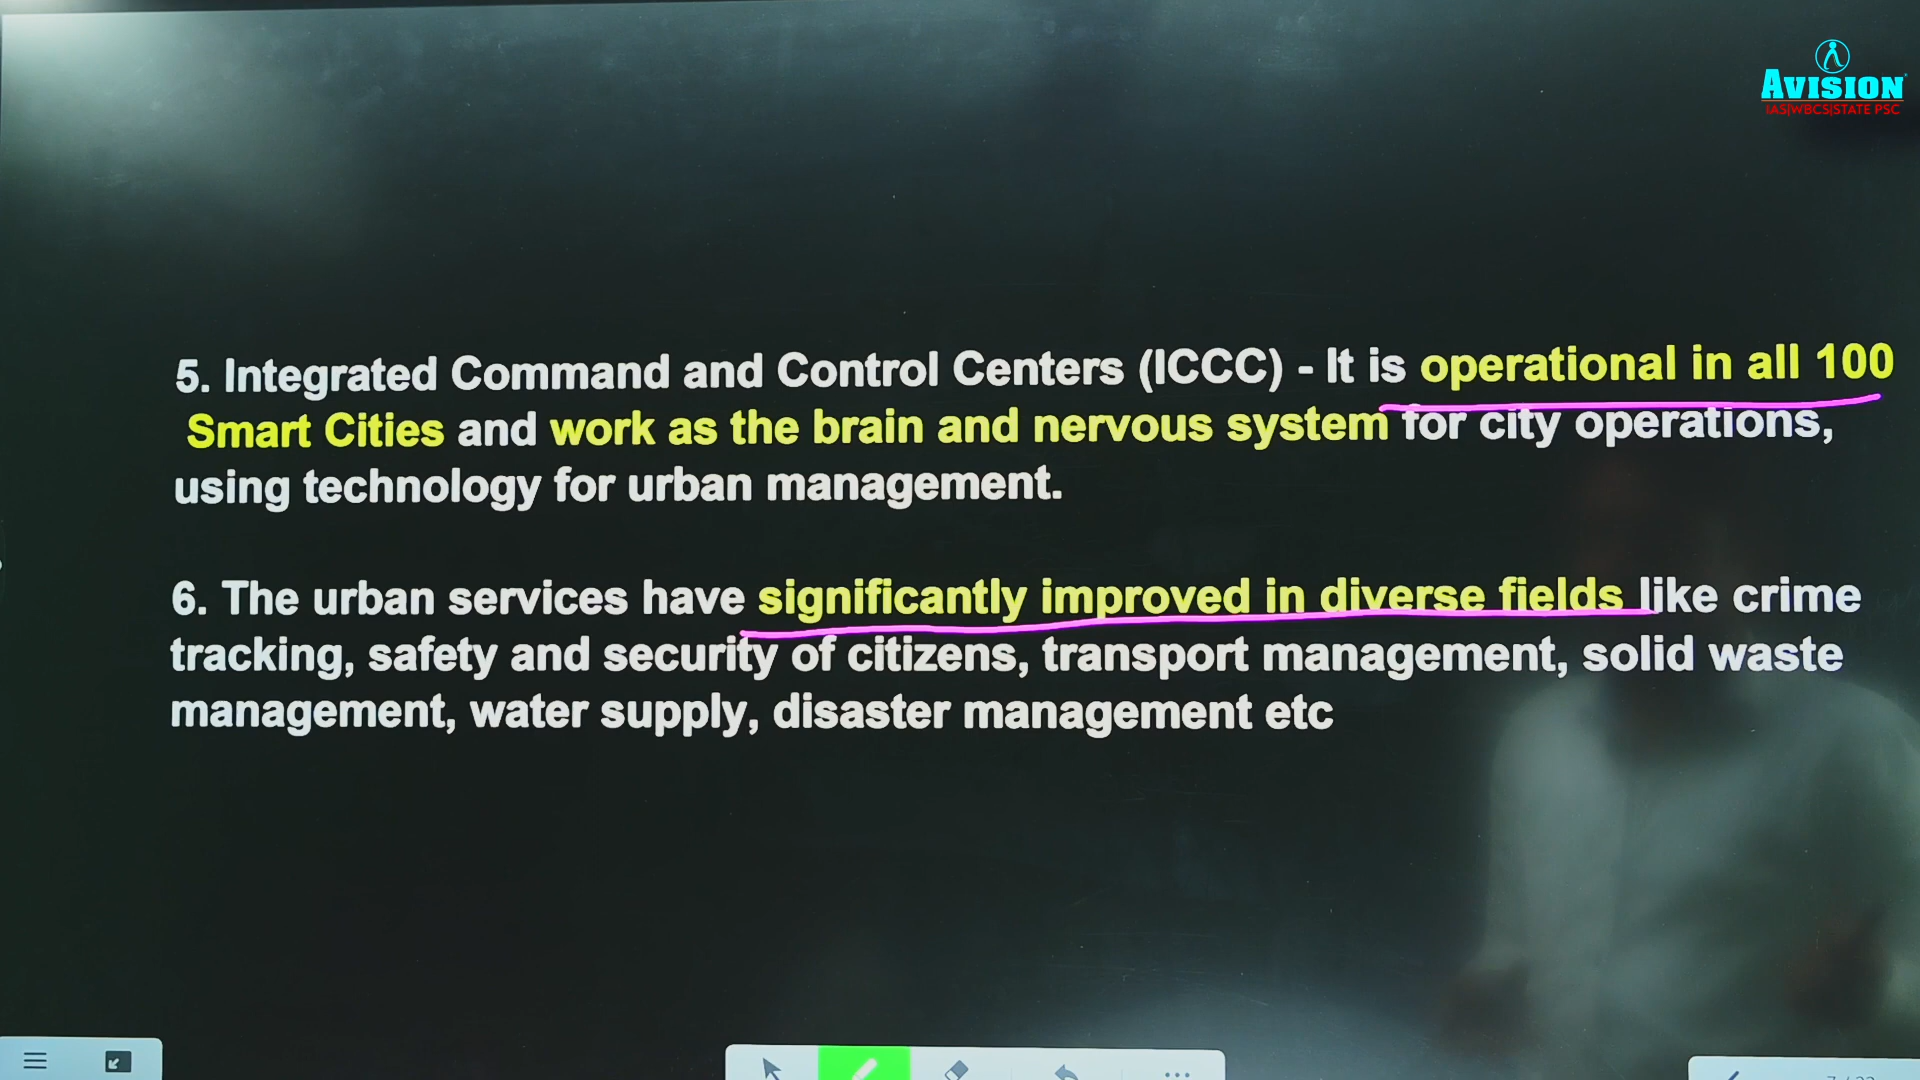 AVISION
IAS|WBCS|STATE PSC
5. Integrated Command and Control Centers (ICCC) - It is operational in all 100
Smart Cities and work as the brain and nervous system for city operations,
using technology for urban management.
6. The urban services have significantly improved in diverse fields like crime
tracking, safety and security of citizens, transport management, solid waste
management, water supply, disaster management etc